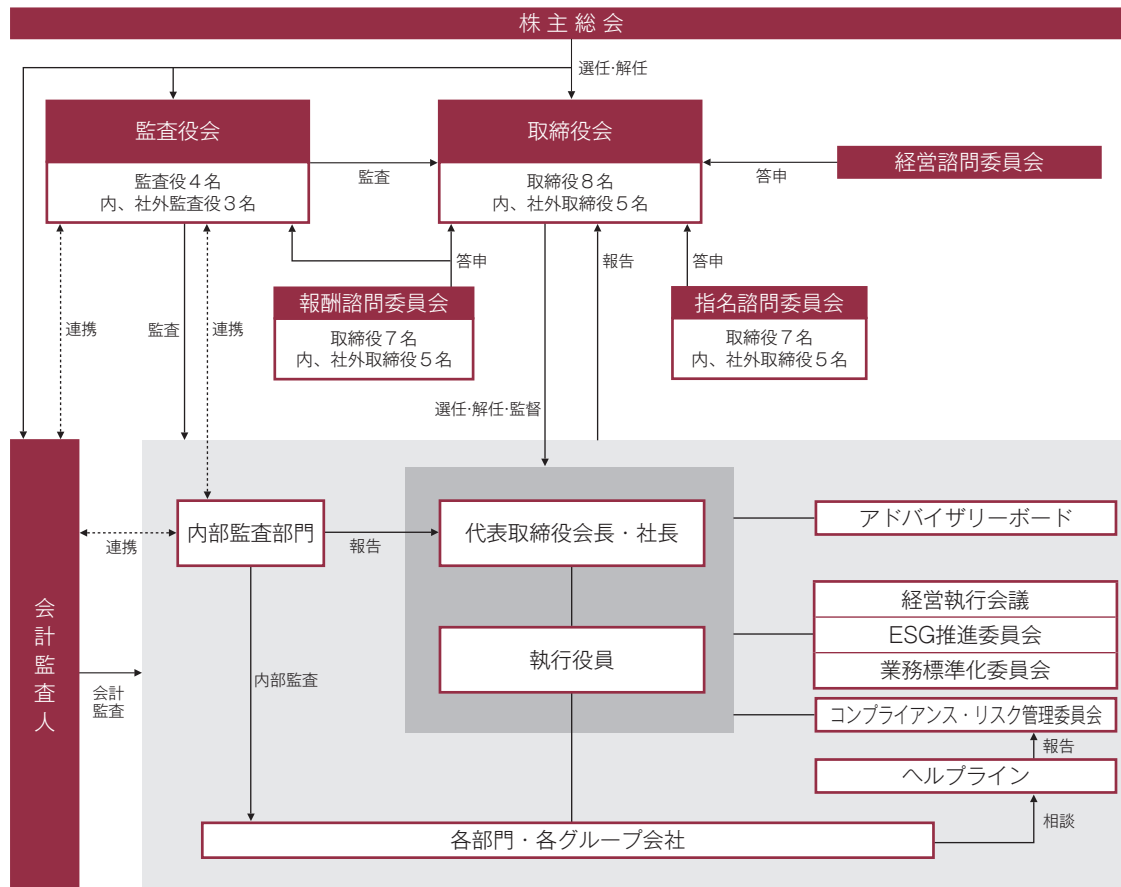 株主総会
選任・解任
監査役会
監査役4名
内、社外監査役3名
監査
取締役会
取締役8名
内、社外取締役5名
答申
経営諮問委員会
答申
報酬諮問委員会
取締役7名
内、社外取締役5名
報告
答申
指名諮問委員会
取締役7名
内、社外取締役5名
連携
監査
連携
選任・解任・監督
会計監査人
連携
会計
監査
内部監査部門
報告
内部監査
代表取締役会長・社長
執行役員
アドバイザリーボード
経営執行会議
ESG推進委員会
業務標準化委員会
コンプライアンス・リスク管理委員会
報告
ヘルプライン
相談
各部門・各グループ会社